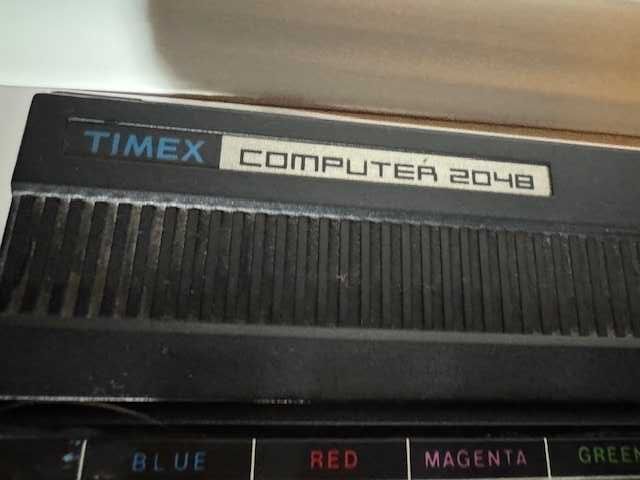 TIMEX COMPUTER 2048
BLUE RED MAGENTA GREEN